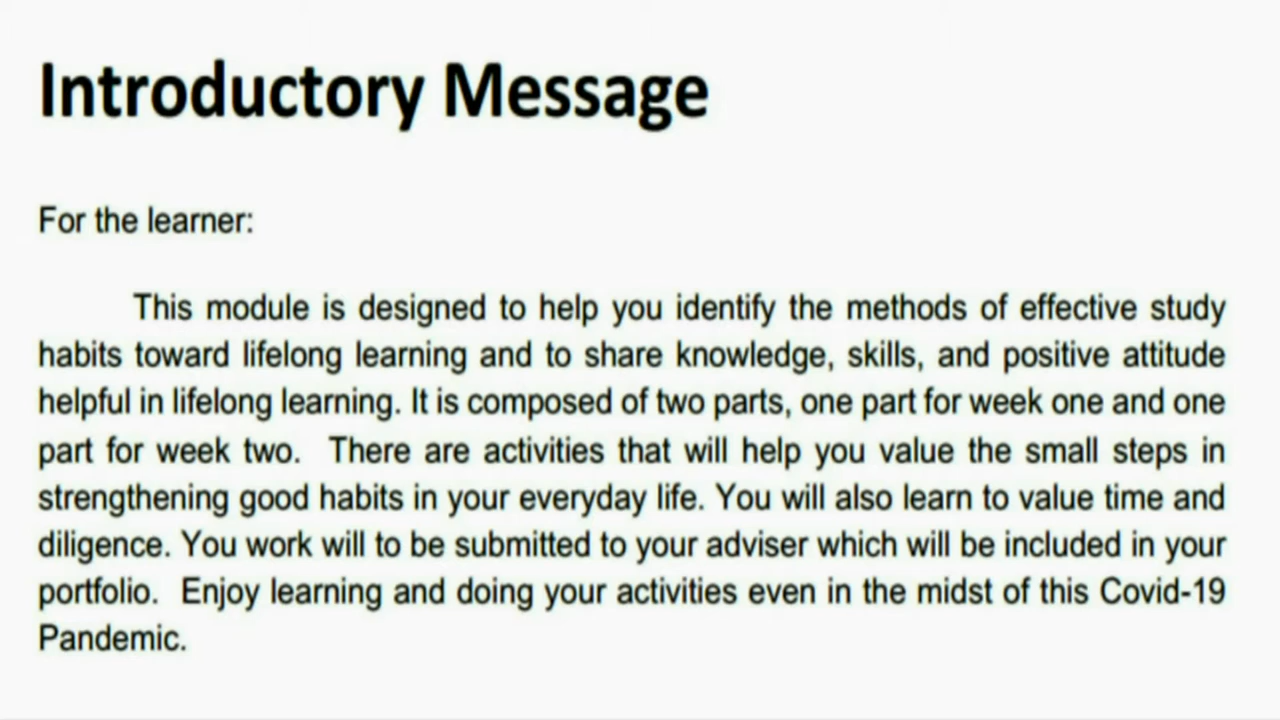 Introductory Message
For the learner:
This module is designed to help you identify the methods of effective study
habits toward lifelong learning and to share knowledge, skills, and positive attitude
helpful in lifelong learning. It is composed of two parts, one part for week one and one
part for week two. There are activities that will help you value the small steps in
strengthening good habits in your everyday life. You will also learn to value time and
diligence. You work will to be submitted to your adviser which will be included in your
portfolio. Enjoy learning and doing your activities even in the midst of this Covid-19
Pandemic.